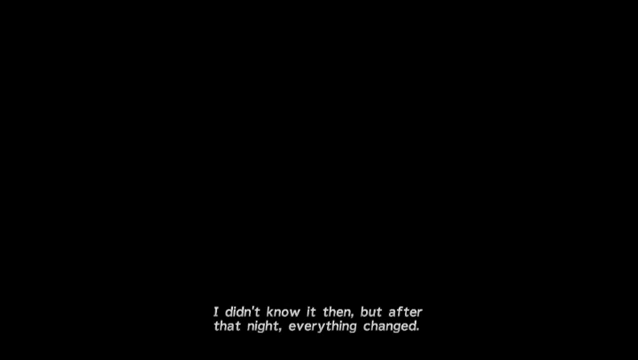 I didn't know it then, but after
that night, everything changed.